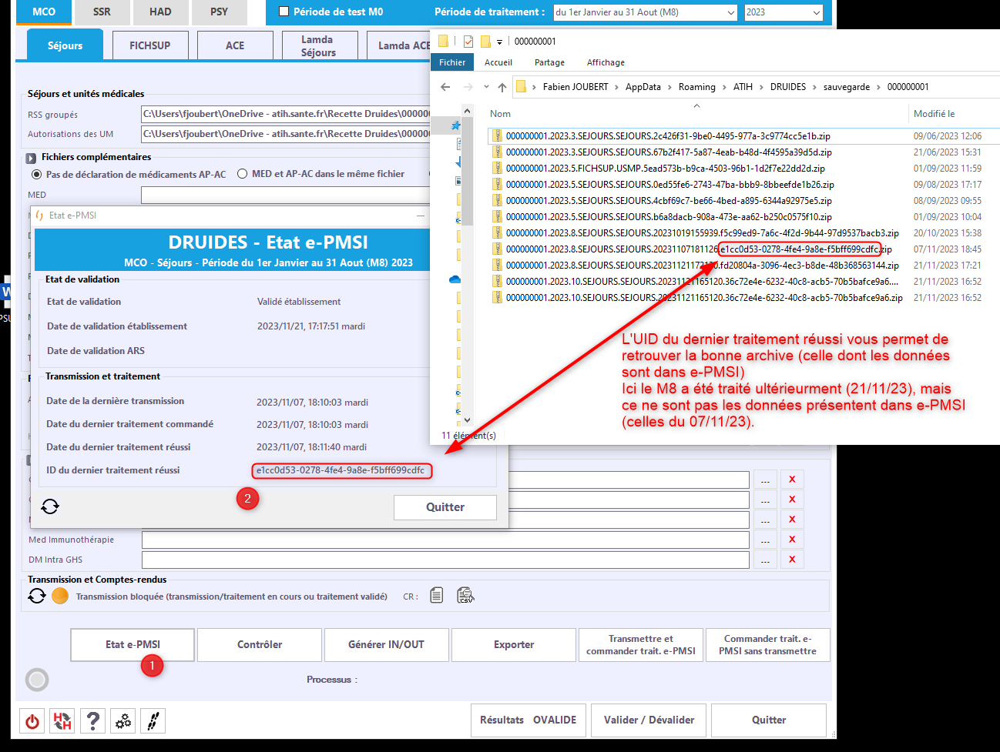 MCO
SSR
HAD
PSY
Période de test M0
Période de traitement :
du 1er Janvier au 31 Aout (M8)
2023
Séjours
FICHSUP
ACE
Lamda
Séjours
Lamda ACE
000000001
Fichier
Accueil
Partage
Affichage
Fabien JOUBERT > AppData > Roaming > ATIH > DRUIDES > sauvegarde > 000000001
Nom
Modifié le
000000001.2023.3.SEJOURS.SEJOURS.2c426f31-9be0-4495-977a-3c9774cc5e1b.zip 09/06/2023 12:06
000000001.2023.3.SEJOURS.SEJOURS.67b2f417-5a87-4eab-b48d-4f4595a39d5d.zip 21/06/2023 15:31
000000001.2023.5.FICHSUP.USMP.5ead573b-b9ca-4503-96b1-1d2f7e22dd2d.zip 01/09/2023 11:59
000000001.2023.5.SEJOURS.SEJOURS.0ed55fe6-2743-47ba-bbb9-8bbeefde1b26.zip 09/08/2023 17:17
000000001.2023.5.SEJOURS.SEJOURS.4cbf69c7-be66-4bed-a895-6344a92975e5.zip 08/09/2023 09:55
000000001.2023.5.SEJOURS.SEJOURS.b6a8dacb-908a-473e-aa62-b250c0575f10.zip 01/09/2023 10:04
000000001.2023.8.SEJOURS.SEJOURS.20231019155939.f5c99ed9-7a6c-4f2d-9b44-97d9537bacb3.zip 20/10/2023 15:38
000000001.2023.8.SEJOURS.SEJOURS.20231107181126.e1cc0d53-0278-4fe4-9a8e-f5bff699cdfc.zip 07/11/2023 18:45
000000001.2023.8.SEJOURS.SEJOURS. 21/11/2023 17:21
000000001.2023.10.SEJOURS.SEJOURS.20231121165120.36c72e4e-6232-40c8-acb5-70b5bafce9a6.... 21/11/2023 16:52
000000001.2023.10.SEJOURS.SEJOURS.20231121165120.36c72e4e-6232-40c8-acb5-70b5bafce9a6.zip 21/11/2023 16:52
11 élément(s)
L'UID du dernier traitement réussi vous permet de
retrouver la bonne archive (celle dont les données
sont dans e-PMSI)
Ici le M8 a été traité ultérieurment (21/11/23), mais
ce ne sont pas les données présentent dans e-PMSI
(celles du 07/11/23).
Séjours et unités médicales
RSS groupés
C:\Users\fjoubert\OneDrive - atih.sante.fr\Recette Druides\00000
Autorisations des UM
C:\Users\fjoubert\OneDrive - atih.sante.fr\Recette Druides\00000
Fichiers complémentaires
Pas de déclaration de médicaments AP-AC
MED et AP-AC dans le même fichier
MED
Etat e-PMSI
DRUIDES - Etat e-PMSI
MCO - Séjours - Période du 1er Janvier au 31 Aout (M8) 2023
Etat de validation
Etat de validation
Validé établissement
Date de validation établissement
2023/11/21, 17:17:51 mardi
Date de validation ARS
Transmission et traitement
Date de la dernière transmission
2023/11/07, 18:10:03 mardi
Date du dernier traitement commandé
2023/11/07, 18:10:03 mardi
Date du dernier traitement réussi
2023/11/07, 18:11:40 mardi
ID du dernier traitement réussi
e1cc0d53-0278-4fe4-9a8e-f5bff699cdfc
2
Quitter
... X
... X
... X
Med Immunothérapie
... X
DM Intra GHS
... X
Transmission et Comptes-rendus
Transmission bloquée (transmission/traitement en cours ou traitement validé)
CR :
CSV
Etat e-PMSI
Contrôler
Générer IN/OUT
Exporter
Transmettre et
commander trait. e-PMSI
Commander trait. e-
PMSI sans transmettre
1
Processus :
Résultats OVALIDE
Valider / Dévalider
Quitter